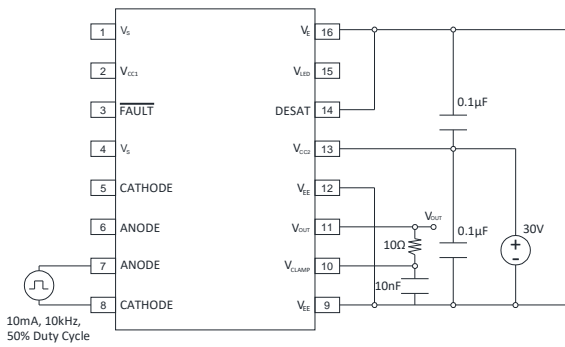 1 Vs VE 16
2 VCC1 VLED 15
3 FAULT DESAT 14
0.1µF
4 Vs VCC2 13
5 CATHODE VEE 12
6 ANODE VOUT 11 VOUT
10Ω 0.1µF 30V
7 ANODE VCLAMP 10
10nF
8 CATHODE VEE 9
10mA, 10kHz,
50% Duty Cycle